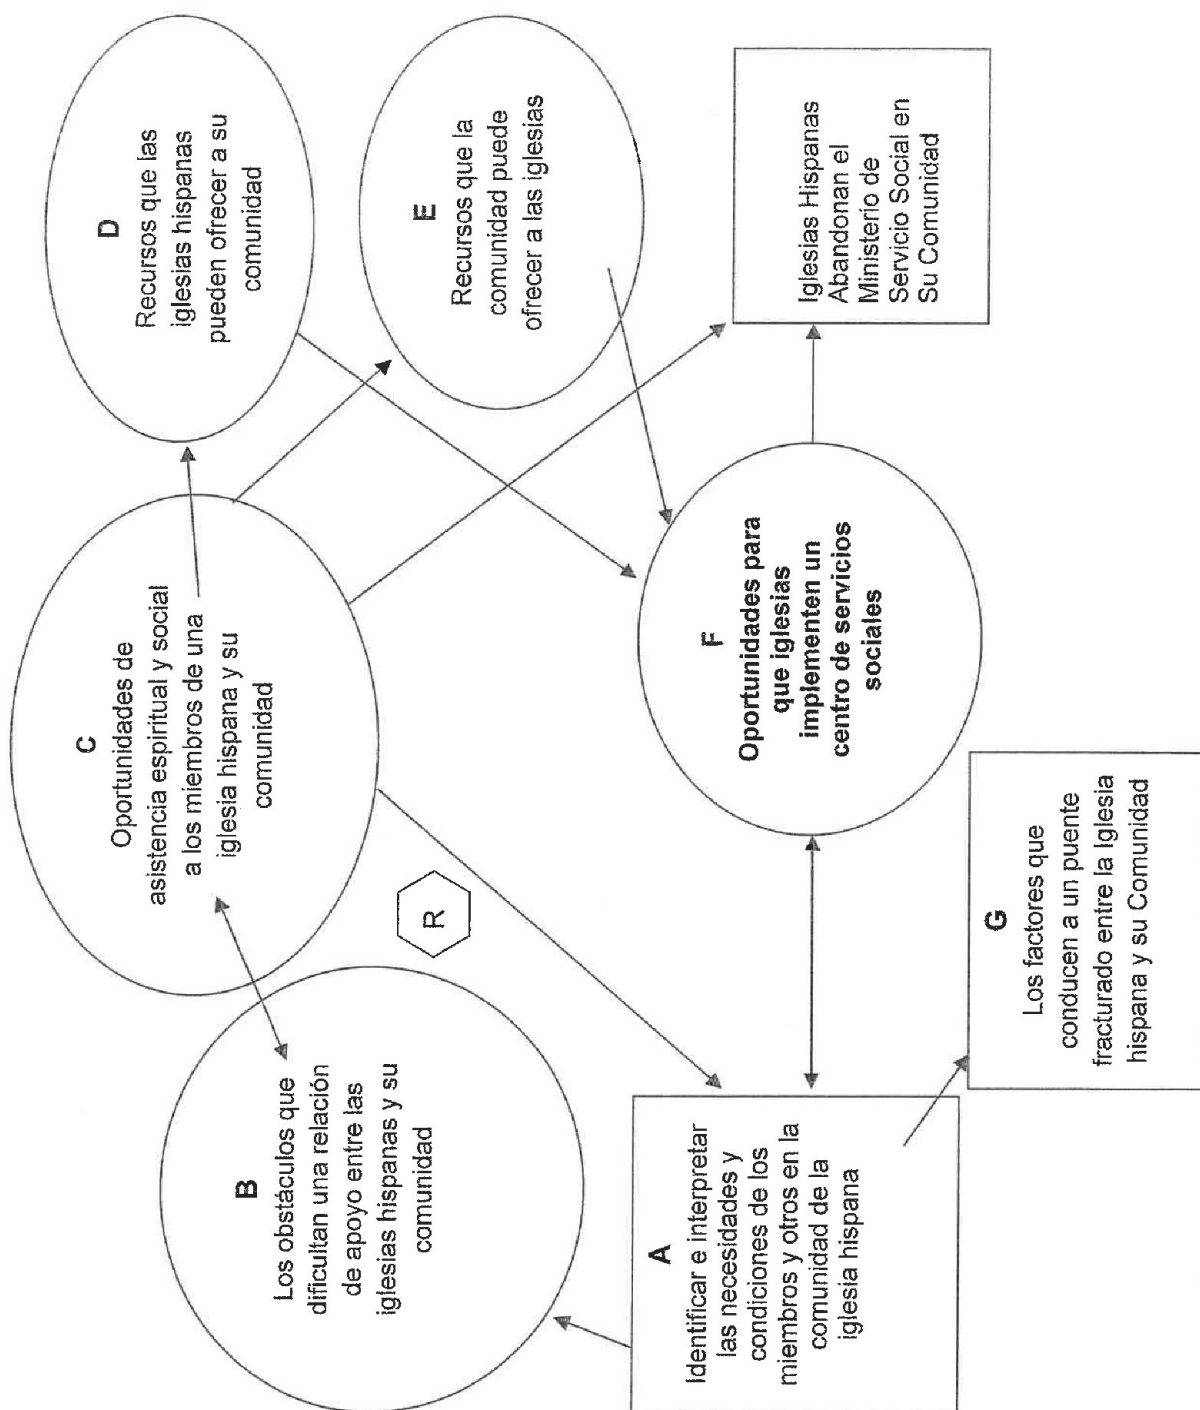 B
Los obstáculos que
dificultan una relación
de apoyo entre las
iglesias hispanas y su
comunidad
C
Oportunidades de
asistencia espiritual y social
a los miembros de una
iglesia hispana y su
comunidad
D
Recursos que las
iglesias hispanas
pueden ofrecer a su
comunidad
R
E
Recursos que la
comunidad puede
ofrecer a las iglesias
A
Identificar e interpretar
las necesidades y
condiciones de los
miembros y otros en la
comunidad de la
iglesia hispana
F
Oportunidades para
que iglesias
implementen un
centro de servicios
sociales
Iglesias Hispanas
Abandonan el
Ministerio de
Servicio Social en
Su Comunidad
G
Los factores que
conducen a un puente
fracturado entre la Iglesia
hispana y su Comunidad